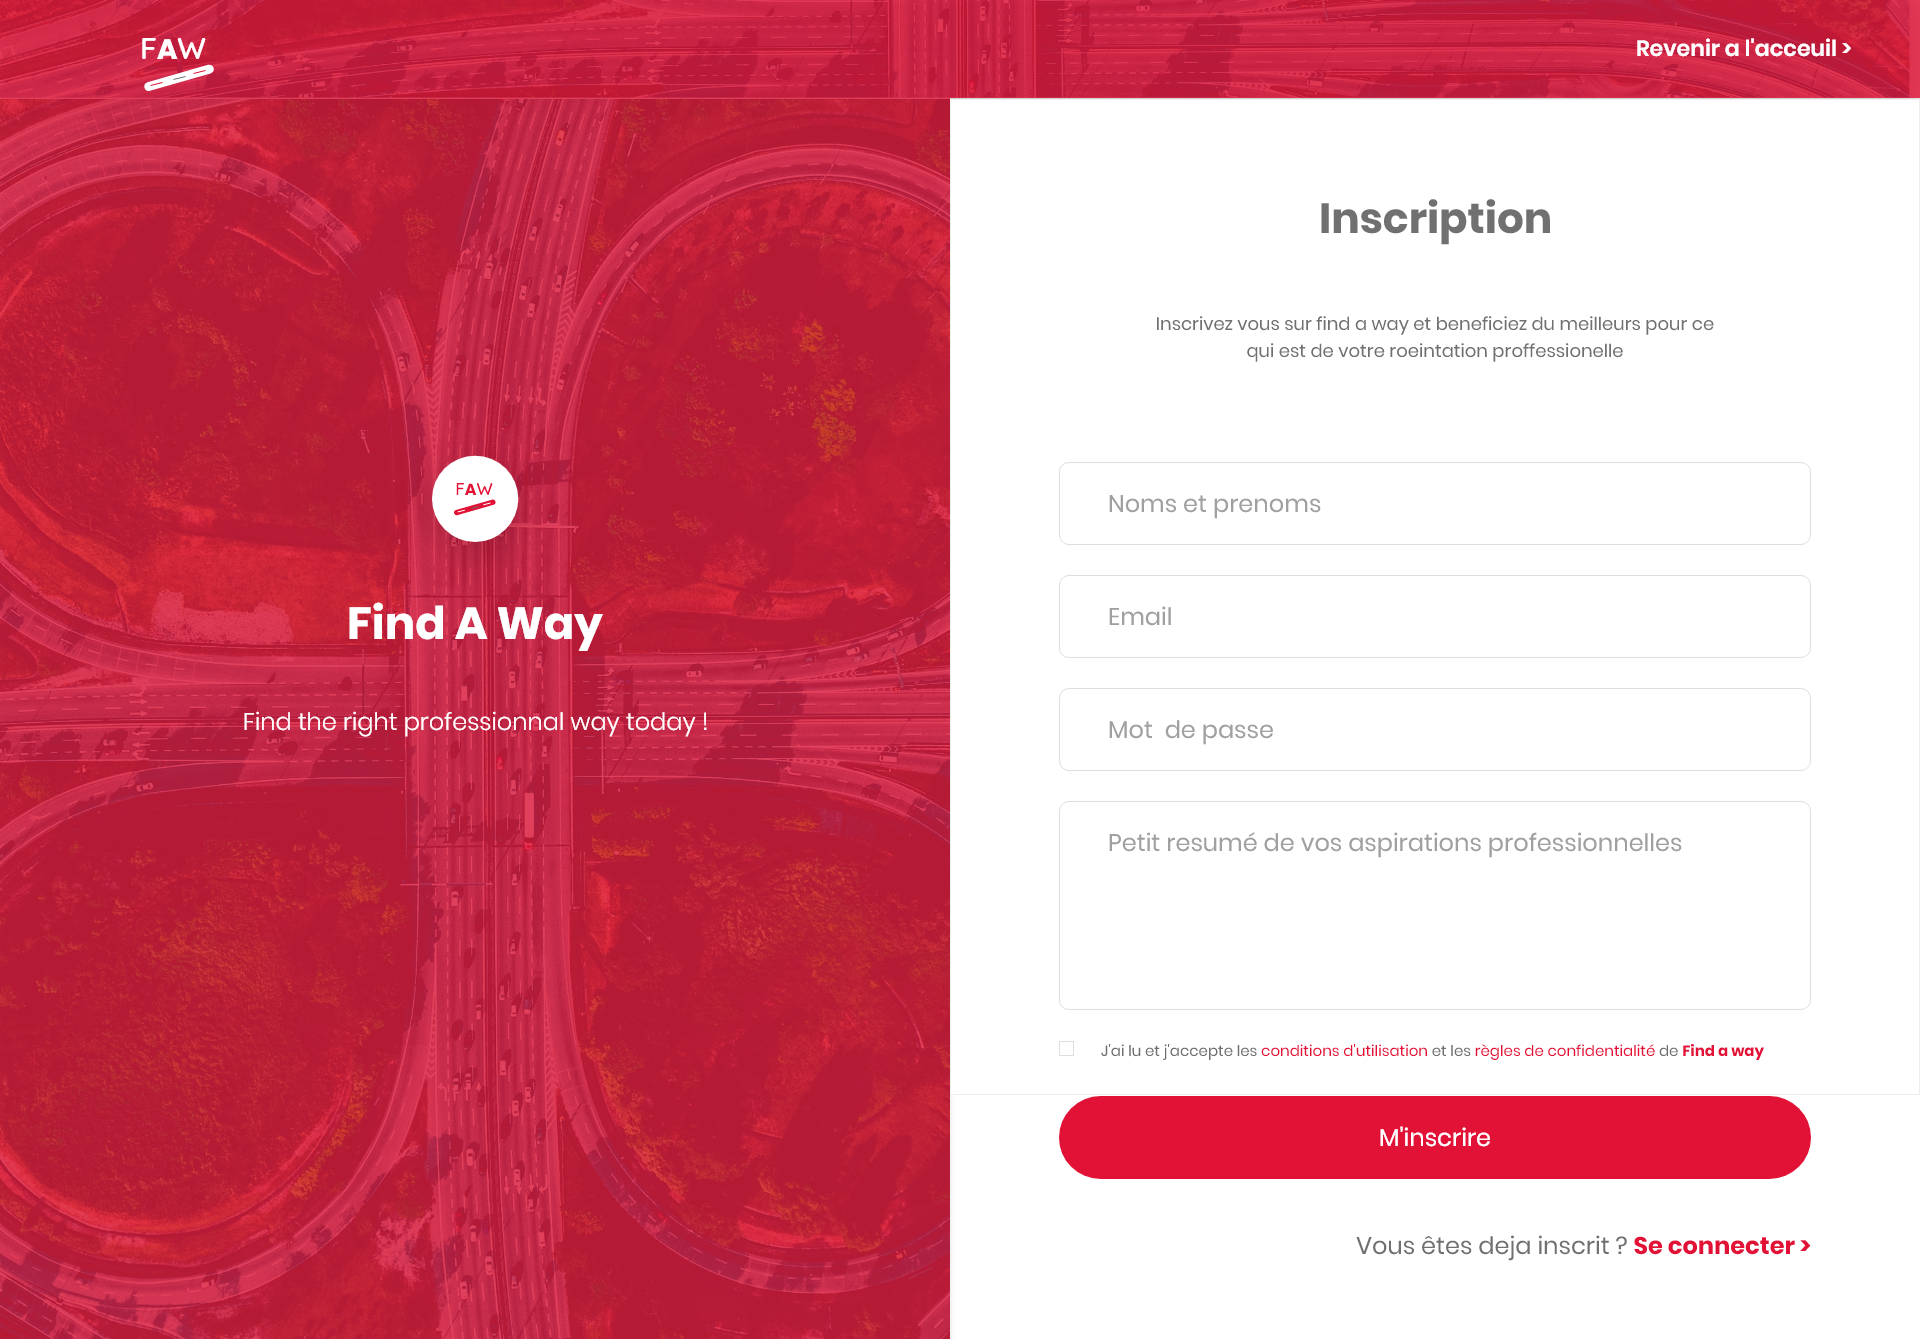 FAW
Revenir a l'acceuil >
FAW
Find A Way
Find the right professionnal way today !
Inscription
Inscrivez vous sur find a way et beneficiez du meilleurs pour ce
qui est de votre roeintation proffessionelle
Noms et prenoms
Email
Mot  de passe
Petit resumé de vos aspirations professionnelles
J'ai lu et j'accepte les conditions d'utilisation et les règles de confidentialité de Find a way
M'inscrire
Vous êtes deja inscrit ? Se connecter >